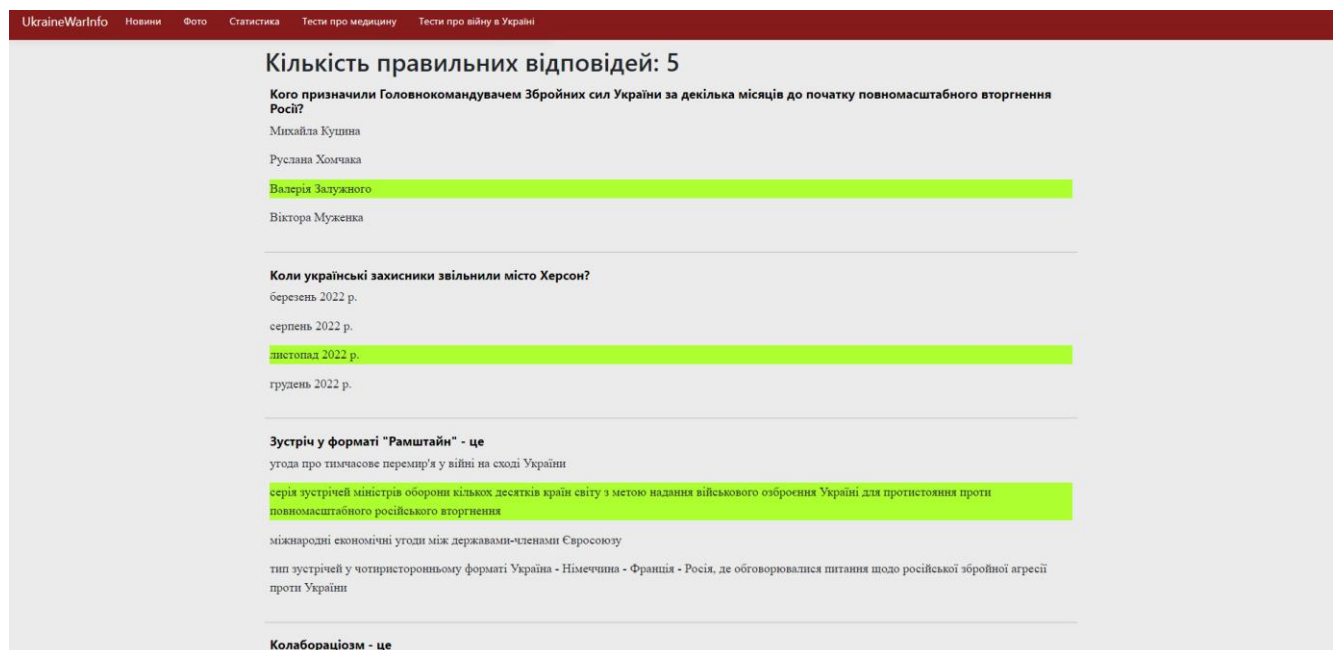 UkraineWarInfo Новини Фото Статистика Тести про медицину Тести про війну в Україні
Кількість правильних відповідей: 5
Кого призначили Головнокомандувачем Збройних сил України за декілька місяців до початку повномасштабного вторгнення
Росії?
Михайла Куцина
Руслана Хомчака
Валерія Залужного
Віктора Муженка
Коли українські захисники звільнили місто Херсон?
березень 2022 р.
серпень 2022 р.
листопад 2022 р.
грудень 2022 р.
Зустріч у форматі "Рамштайн" - це
угода про тимчасове перемир'я у війні на сході України
серія зустрічей міністрів оборони кількох десятків країн світу з метою надання військового озброєння Україні для протистояння проти
повномасштабного російського вторгнення
міжнародні економічні угоди між державами-членами Євросоюзу
тип зустрічей у чотиристоронньому форматі Україна - Німеччина - Франція - Росія, де обговорювалися питання щодо російської збройної агресії
проти України
Колабораціозм - це